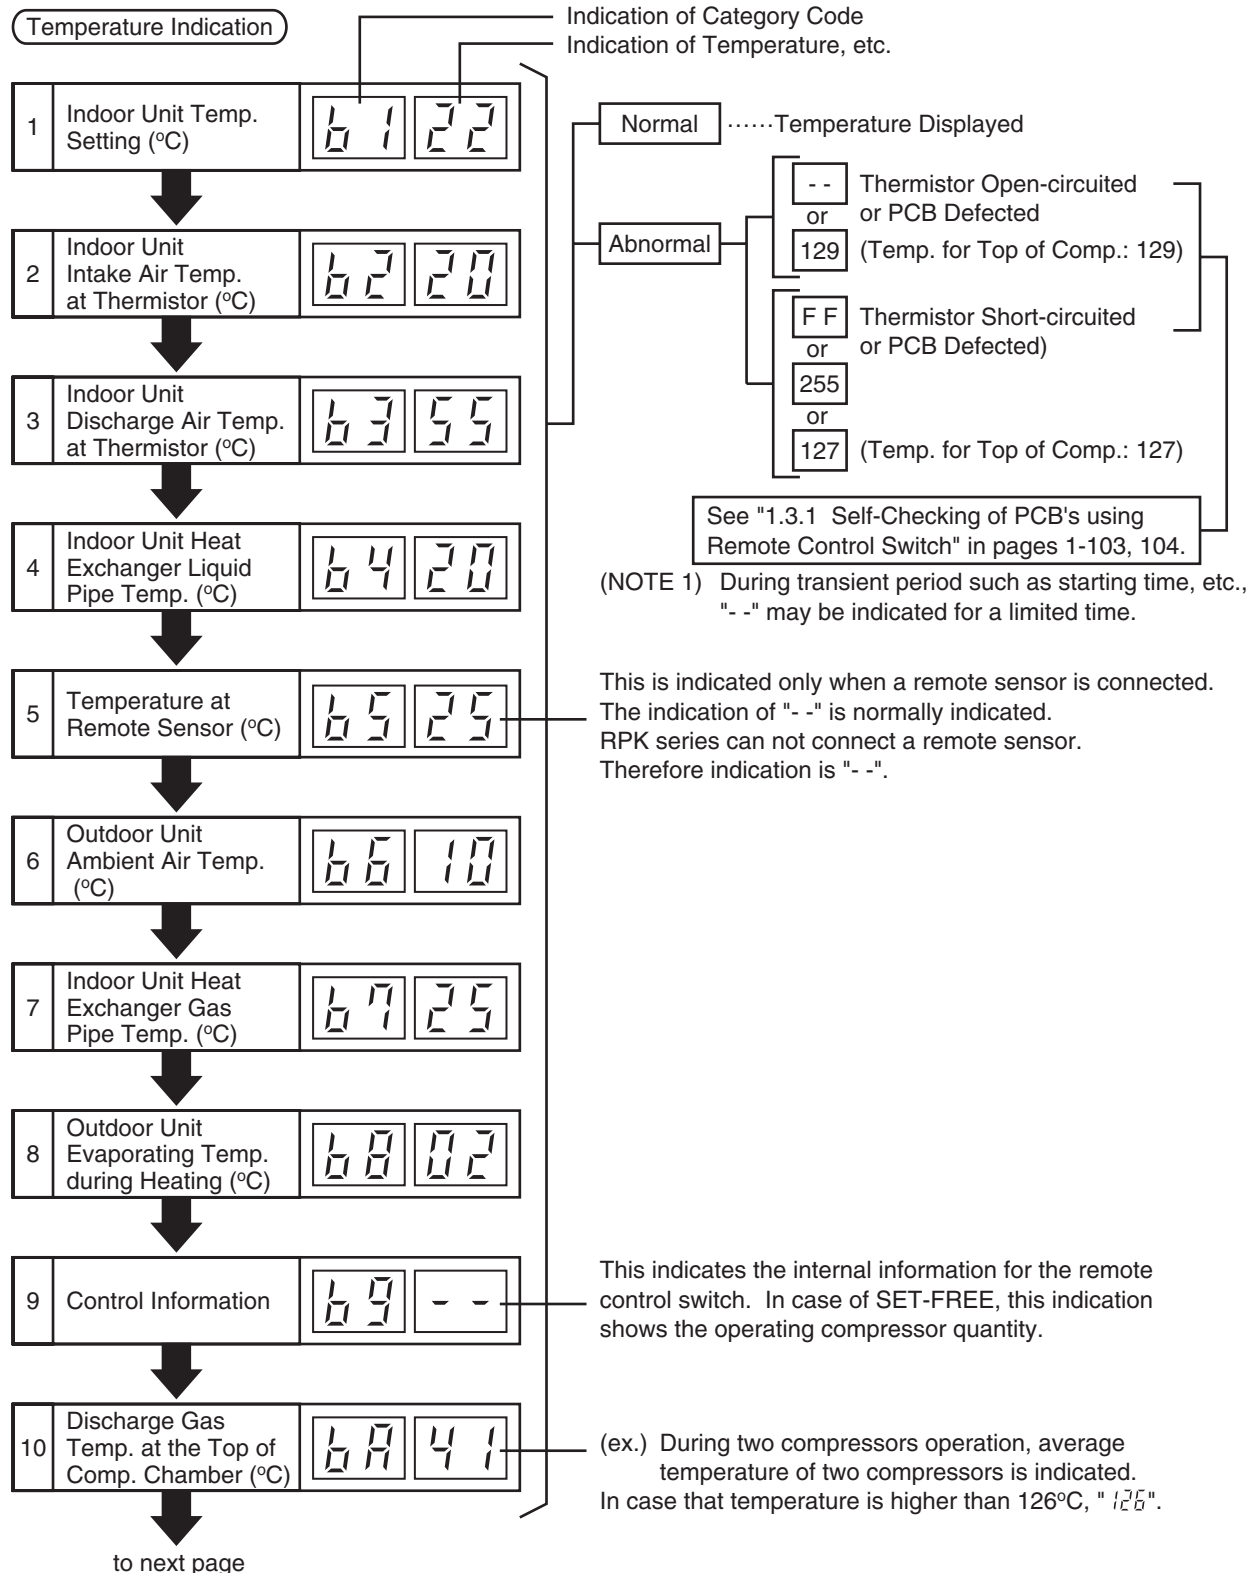 Temperature Indication
Indication of Category Code
Indication of Temperature, etc.
1
Indoor Unit Temp.
Setting (ºC)
b1 22
Normal ······Temperature Displayed
Abnormal
- -
or
129
Thermistor Open-circuited
or PCB Defected
(Temp. for Top of Comp.: 129)
F F
or
255
or
127
Thermistor Short-circuited
or PCB Defected)
(Temp. for Top of Comp.: 127)
See "1.3.1 Self-Checking of PCB's using
Remote Control Switch" in pages 1-103, 104.
(NOTE 1) During transient period such as starting time, etc.,
"- -" may be indicated for a limited time.
2
Indoor Unit
Intake Air Temp.
at Thermistor (ºC)
b2 20
3
Indoor Unit
Discharge Air Temp.
at Thermistor (ºC)
b3 55
4
Indoor Unit Heat
Exchanger Liquid
Pipe Temp. (ºC)
b4 20
5
Temperature at
Remote Sensor (ºC)
b5 25
This is indicated only when a remote sensor is connected.
The indication of "- -" is normally indicated.
RPK series can not connect a remote sensor.
Therefore indication is "- -".
6
Outdoor Unit
Ambient Air Temp.
(ºC)
b6 10
7
Indoor Unit Heat
Exchanger Gas
Pipe Temp. (ºC)
b7 25
8
Outdoor Unit
Evaporating Temp.
during Heating (ºC)
b8 02
9
Control Information
b9 - -
This indicates the internal information for the remote
control switch. In case of SET-FREE, this indication
shows the operating compressor quantity.
10
Discharge Gas
Temp. at the Top of
Comp. Chamber (ºC)
bA 41
(ex.) During two compressors operation, average
temperature of two compressors is indicated.
In case that temperature is higher than 126ºC, "126".
to next page